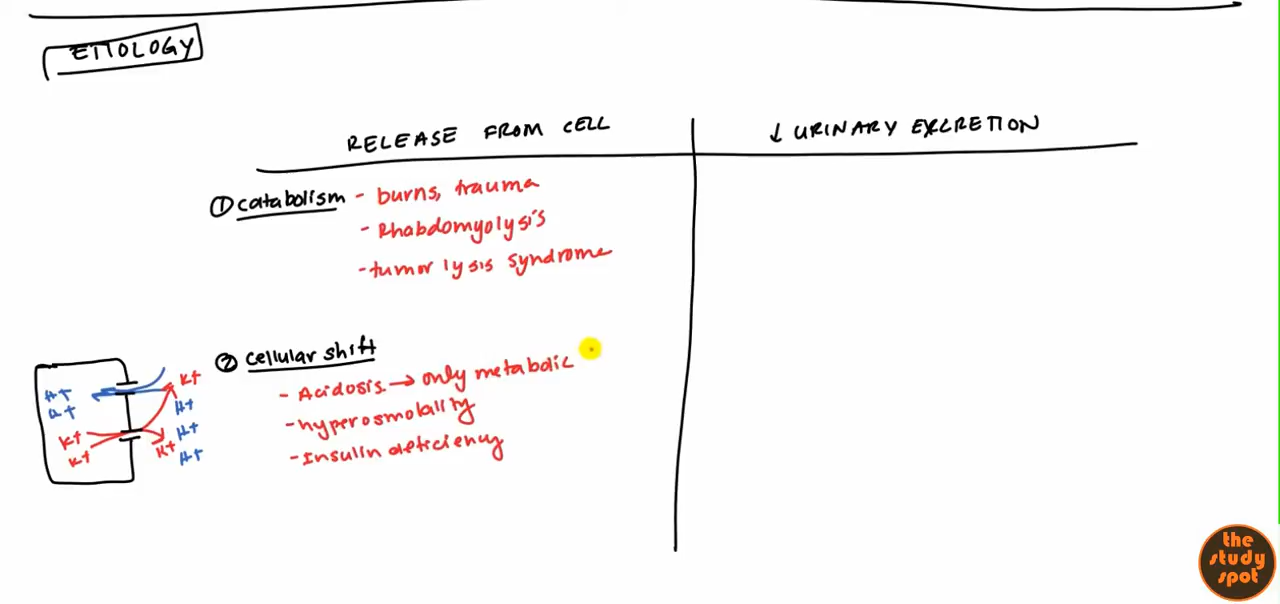 ETIOLOGY
RELEASE FROM CELL
↓ URINARY EXCRETION
① catabolism - burns, trauma
- Rhabdomyolysis
- tumor lysis syndrome
② cellular shift
- Acidosis → only metabolic
- hyperosmolality
- Insulin deficiency
K+
H+
H+
H+
H+
K+
K+
K+
H+
the
study
spot